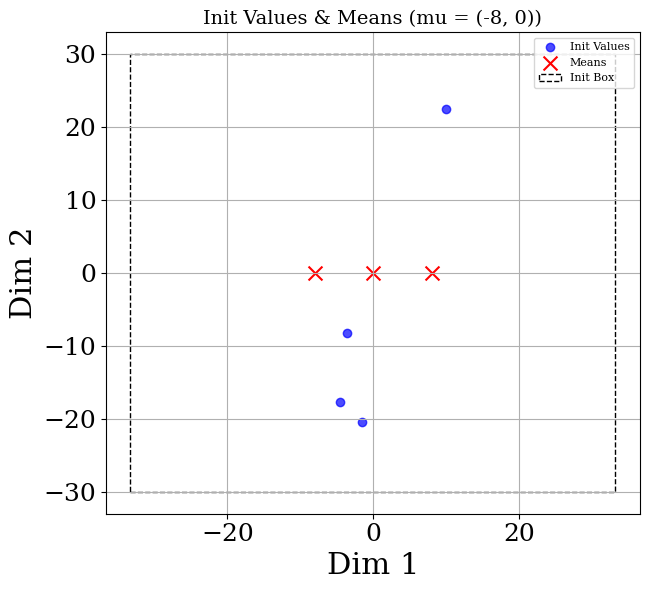 Init Values & Means (mu = (-8, 0))
Init Values
Means
Init Box
30
20
10
0
−10
−20
−30
Dim 2
−20 0 20
Dim 1